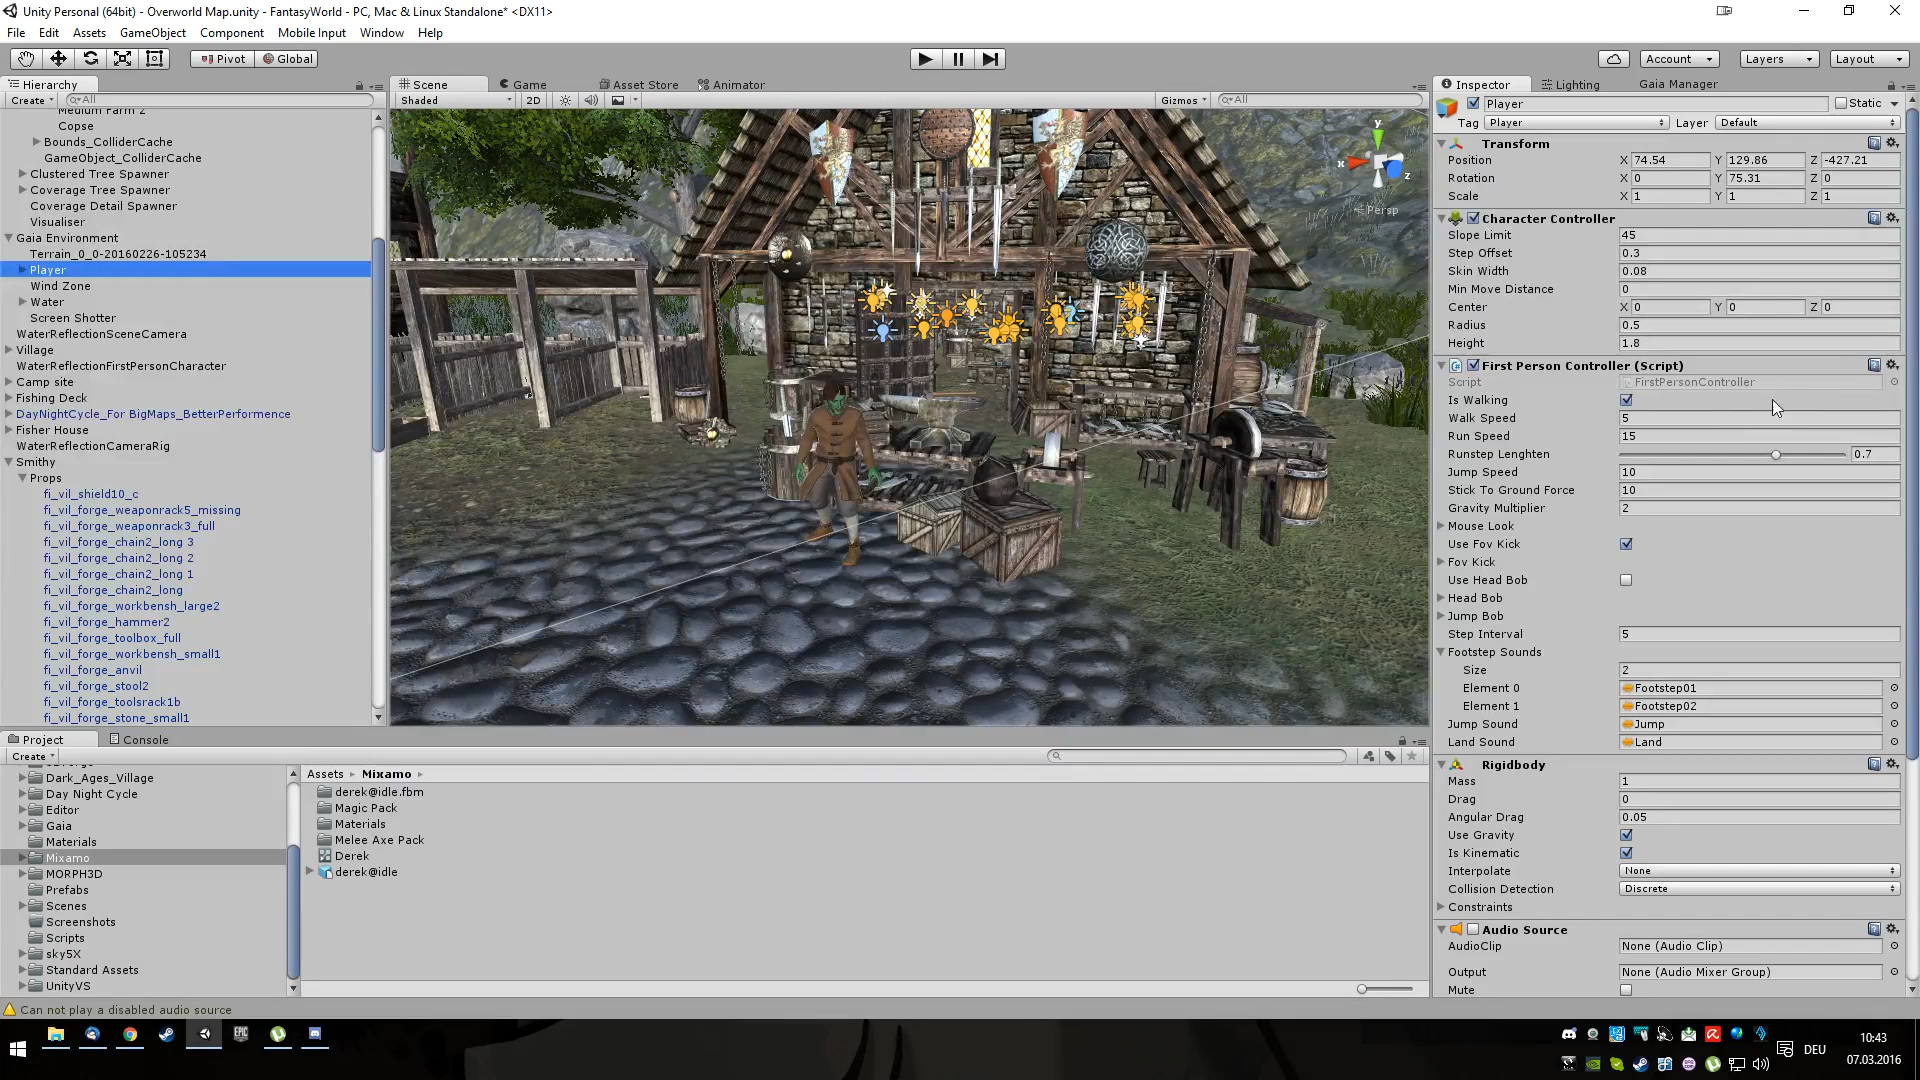 Unity Personal (64bit) - Overworld Map.unity - FantasyWorld - PC, Mac & Linux Standalone* <DX11>
File Edit Assets GameObject Component Mobile Input Window Help
Pivot Global Account Layers Layout
Hierarchy
Create All
Medium Farm 2
Copse
Bounds_ColliderCache
GameObject_ColliderCache
Clustered Tree Spawner
Coverage Tree Spawner
Coverage Detail Spawner
Visualiser
Gaia Environment
Terrain_0_0-20160226-105234
Player
Wind Zone
Water
Screen Shotter
WaterReflectionSceneCamera
Village
WaterReflectionFirstPersonCharacter
Camp site
Fishing Deck
DayNightCycle_For BigMaps_BetterPerformence
Fisher House
WaterReflectionCameraRig
Smithy
Props
fi_vil_shield10_c
fi_vil_forge_weaponrack5_missing
fi_vil_forge_weaponrack3_full
fi_vil_forge_chain2_long 3
fi_vil_forge_chain2_long 2
fi_vil_forge_chain2_long 1
fi_vil_forge_chain2_long
fi_vil_forge_workbensh_large2
fi_vil_forge_hammer2
fi_vil_forge_toolbox_full
fi_vil_forge_workbensh_small1
fi_vil_forge_anvil
fi_vil_forge_stool2
fi_vil_forge_toolsrack1b
fi_vil_forge_stone_small1
Scene Game Asset Store Animator
Shaded 2D Gizmos All
y
x
z
Persp
Inspector Lighting Gaia Manager
Player Static
Tag Player Layer Default
Transform
Position X 74.54 Y 129.86 Z -427.21
Rotation X 0 Y 75.31 Z 0
Scale X 1 Y 1 Z 1
Character Controller
Slope Limit 45
Step Offset 0.3
Skin Width 0.08
Min Move Distance 0
Center X 0 Y 0 Z 0
Radius 0.5
Height 1.8
First Person Controller (Script)
Script FirstPersonController
Is Walking
Walk Speed 5
Run Speed 15
Runstep Lenghten 0.7
Jump Speed 10
Stick To Ground Force 10
Gravity Multiplier 2
Mouse Look
Use Fov Kick
Fov Kick
Use Head Bob
Head Bob
Jump Bob
Step Interval 5
Footstep Sounds
Size 2
Element 0 Footstep01
Element 1 Footstep02
Jump Sound Jump
Land Sound Land
Rigidbody
Mass 1
Drag 0
Angular Drag 0.05
Use Gravity
Is Kinematic
Interpolate None
Collision Detection Discrete
Constraints
Audio Source
AudioClip None (Audio Clip)
Output None (Audio Mixer Group)
Mute
Project Console
Create
Dark_Ages_Village
Day Night Cycle
Editor
Gaia
Materials
Mixamo
MORPH3D
Prefabs
Scenes
Screenshots
Scripts
sky5X
Standard Assets
UnityVS
Assets Mixamo
derek@idle.fbm
Magic Pack
Materials
Melee Axe Pack
Derek
derek@idle
Can not play a disabled audio source
EPIC
DEU
10:43
07.03.2016